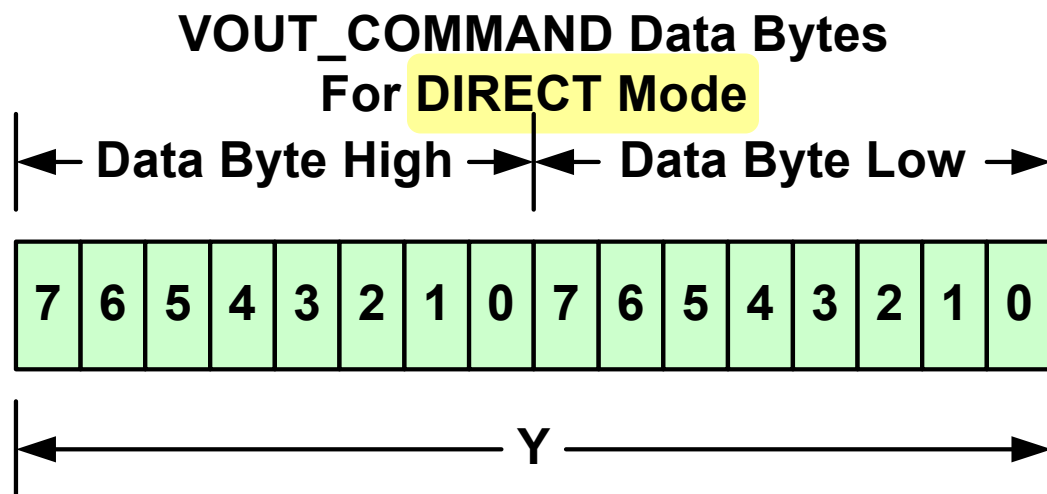 VOUT_COMMAND Data Bytes
For DIRECT Mode
Data Byte High Data Byte Low
7 6 5 4 3 2 1 0 7 6 5 4 3 2 1 0
Y